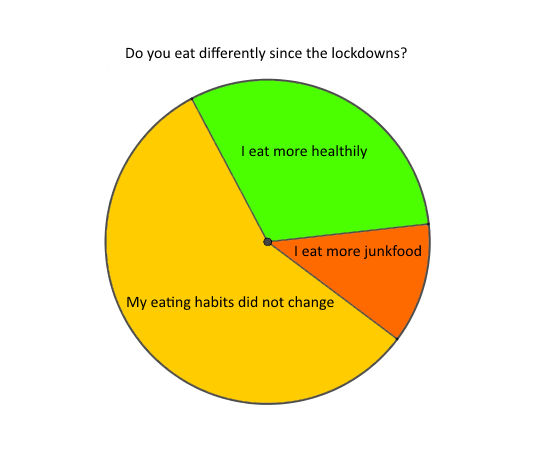 Do you eat differently since the lockdowns?
I eat more healthily
I eat more junkfood
My eating habits did not change